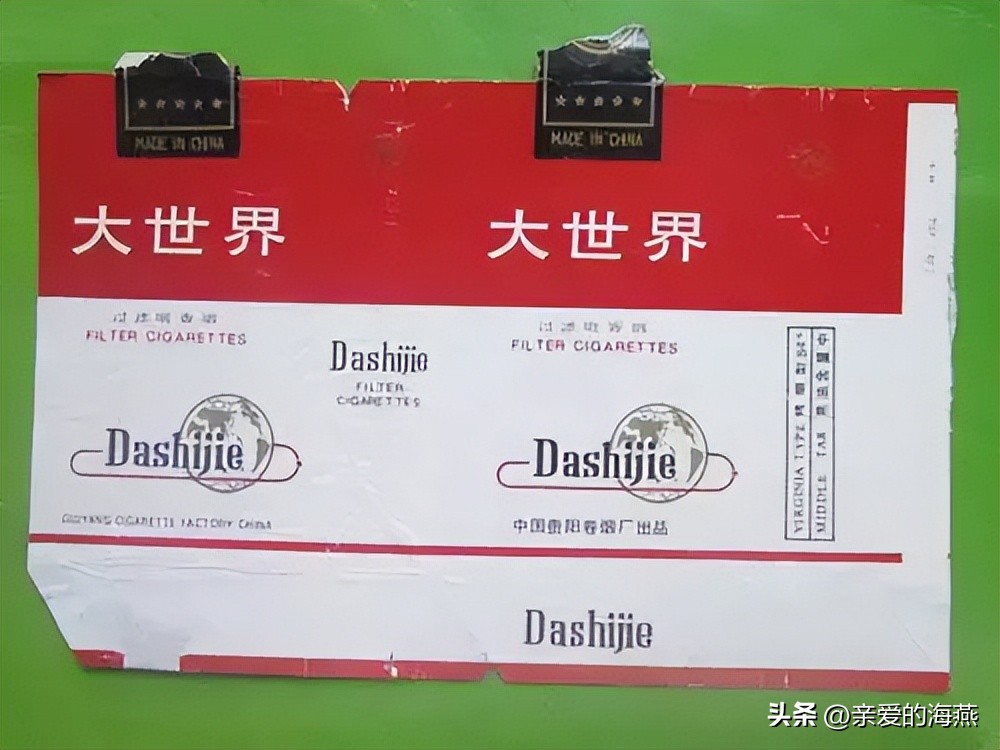 ★★★★★
MADE IN CHINA
★★★★★
MADE IN CHINA
大世界
大世界
过滤嘴香烟
FILTER CIGARETTES
Dashijie
FILTER
CIGARETTES
过滤嘴香烟
FILTER CIGARETTES
Dashijie
Dashijie
GUIYANG CIGARETTE FACTORY CHINA
中国贵阳卷烟厂出品
VIRGINIA TYPE
MIDDLE TAR
Dashijie
头条 @亲爱的海燕